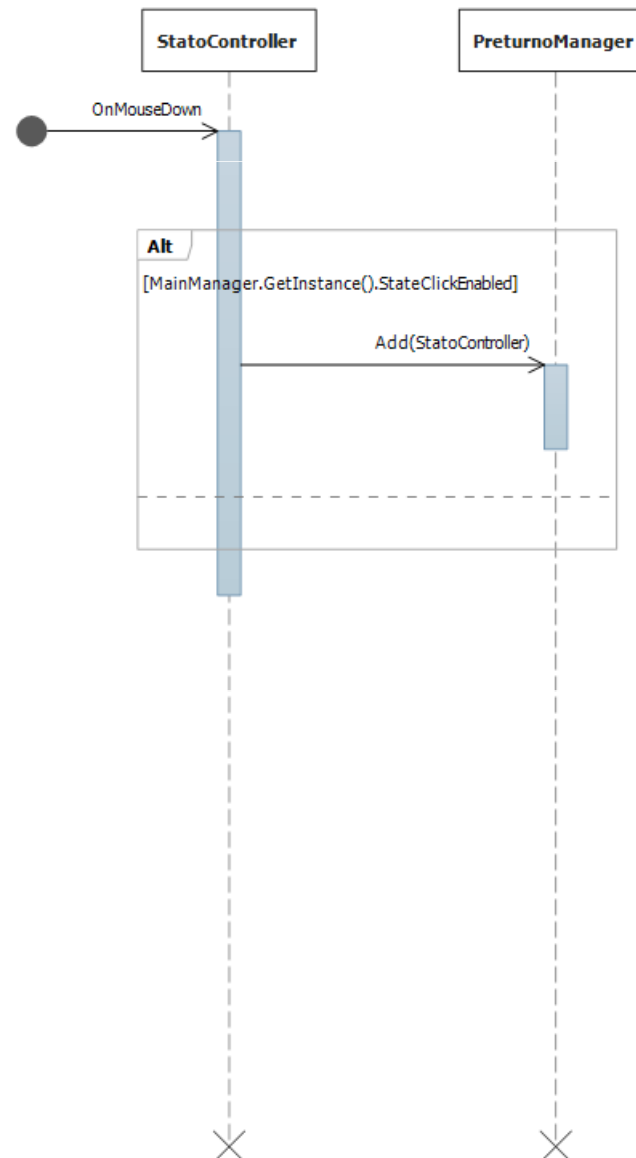 StatoController
PreturnoManager
OnMouseDown
Alt
[MainManager.GetInstance().StateClickEnabled]
Add(StatoController)